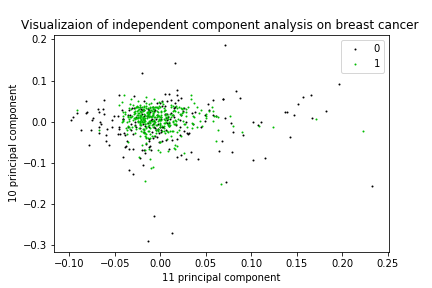 Visualizaion of independent component analysis on breast cancer
0
1
0.2
0.1
0.0
−0.1
−0.2
−0.3
10 principal component
−0.10 −0.05 0.00 0.05 0.10 0.15 0.20 0.25
11 principal component